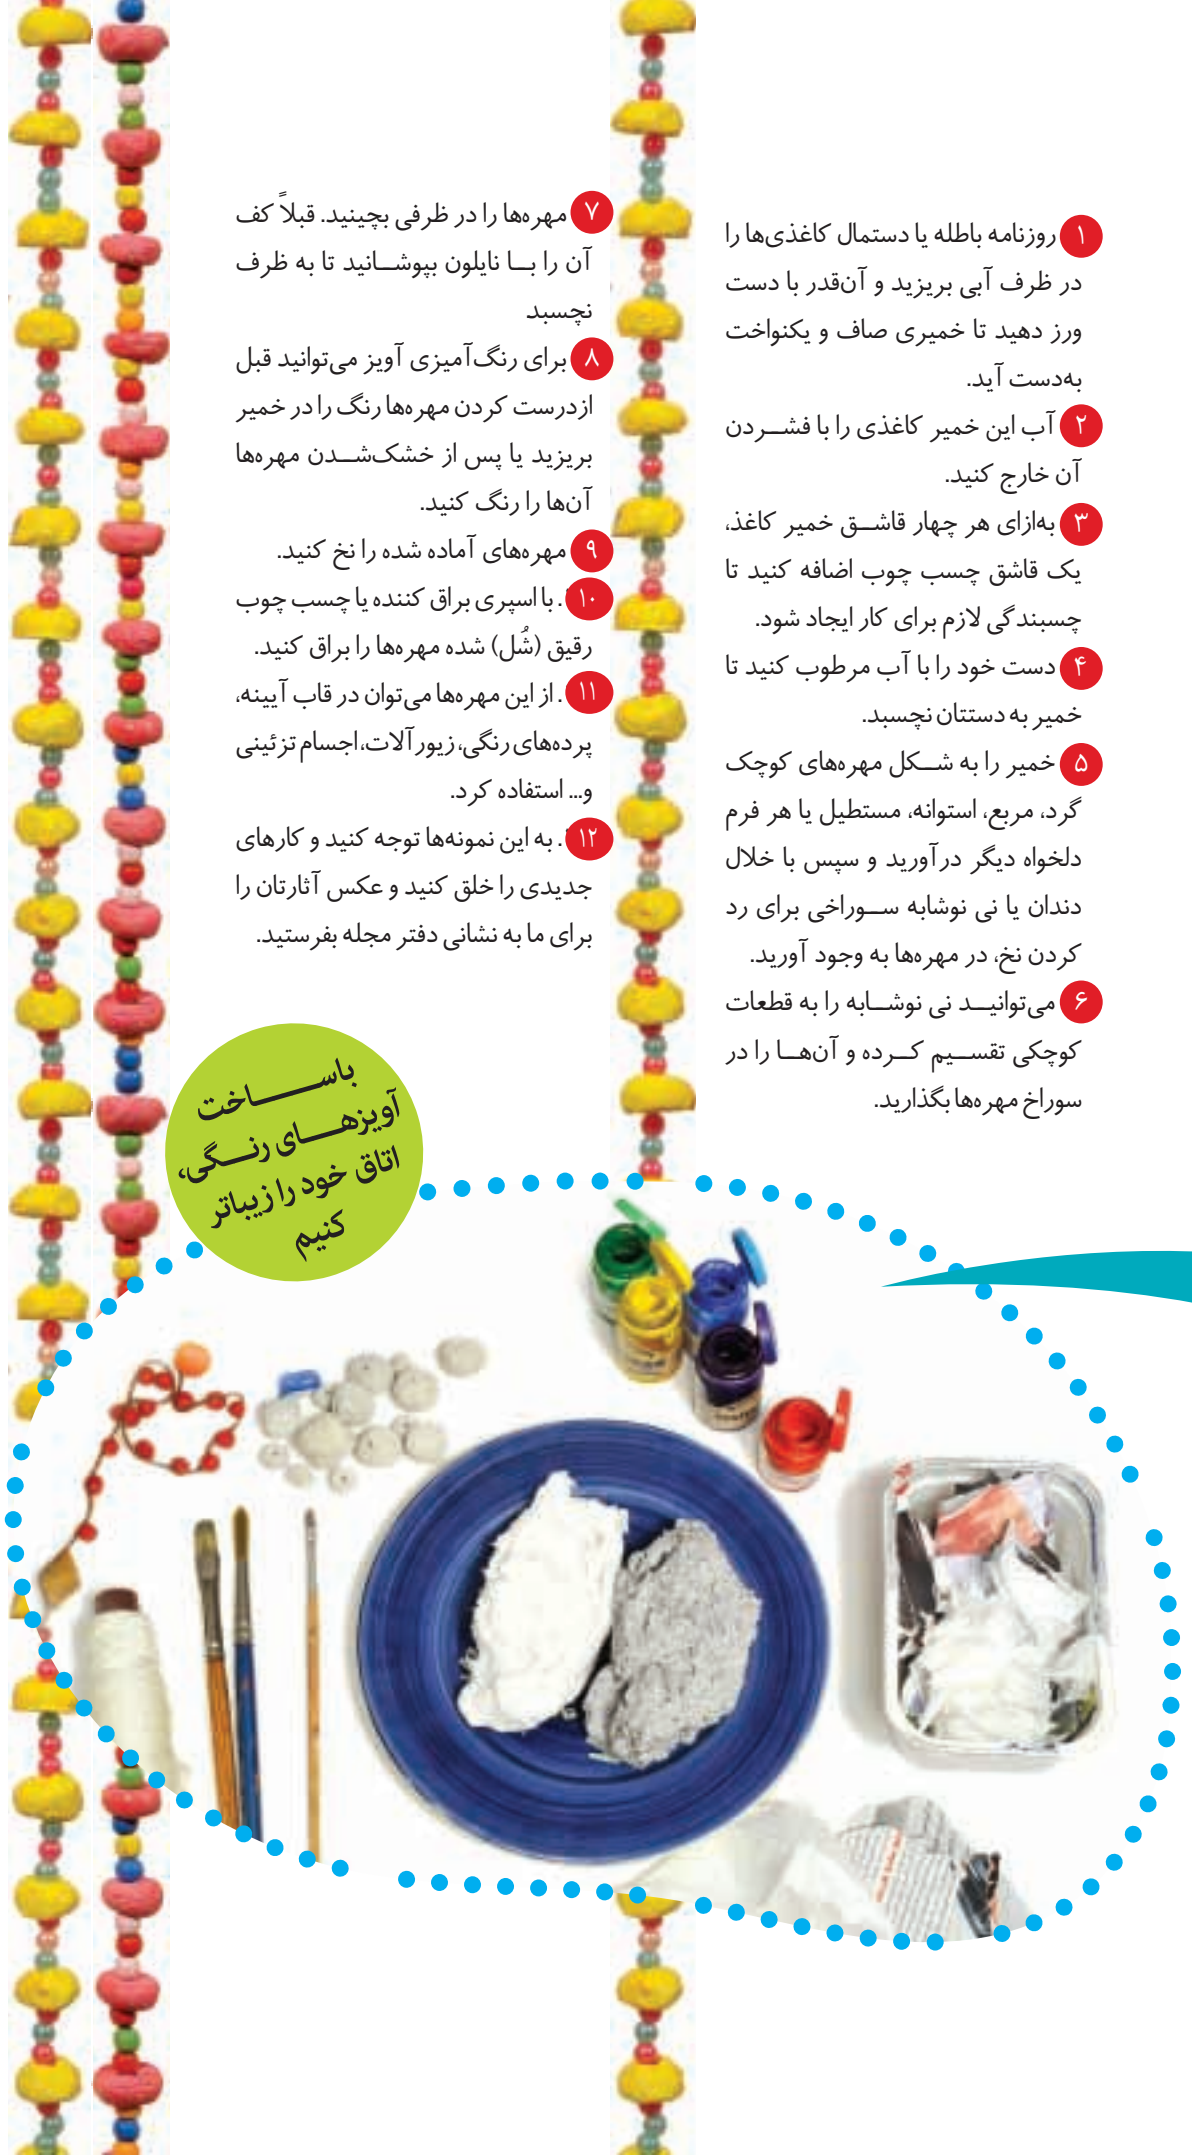 ۱ روزنامه باطله یا دستمال کاغذی‌ها را
در ظرف آبی بریزید و آن‌قدر با دست
ورز دهید تا خمیری صاف و یکنواخت
به‌دست آید.
۲ آب این خمیر کاغذی را با فشردن
آن خارج کنید.
۳ به‌ازای هر چهار قاشق خمیر کاغذ،
یک قاشق چسب چوب اضافه کنید تا
چسبندگی لازم برای کار ایجاد شود.
۴ دست خود را با آب مرطوب کنید تا
خمیر به دستتان نچسبد.
۵ خمیر را به شکل مهره‌های کوچک
گرد، مربع، استوانه، مستطیل یا هر فرم
دلخواه دیگر درآورید و سپس با خلال
دندان یا نی نوشابه سوراخی برای رد
کردن نخ، در مهره‌ها به وجود آورید.
۶ می‌توانید نی نوشابه را به قطعات
کوچکی تقسیم کرده و آن‌ها را در
سوراخ مهره‌ها بگذارید.
۷ مهره‌ها را در ظرفی بچینید. قبلاً کف
آن را با نایلون بپوشانید تا به ظرف
نچسبد.
۸ برای رنگ‌آمیزی آویز می‌توانید قبل
ازدرست کردن مهره‌ها رنگ را در خمیر
بریزید یا پس از خشک‌شدن مهره‌ها
آن‌ها را رنگ کنید.
۹ مهره‌های آماده شده را نخ کنید.
۱۰. با اسپری براق کننده یا چسب چوب
رقیق (شُل) شده مهره‌ها را براق کنید.
۱۱. از این مهره‌ها می‌توان در قاب آیینه،
پرده‌های رنگی، زیورآلات، اجسام تزئینی
و... استفاده کرد.
۱۲. به این نمونه‌ها توجه کنید و کارهای
جدیدی را خلق کنید و عکس آثارتان را
برای ما به نشانی دفتر مجله بفرستید.
باساخت
آویزهای رنگی،
اتاق خود را زیباتر
کنیم